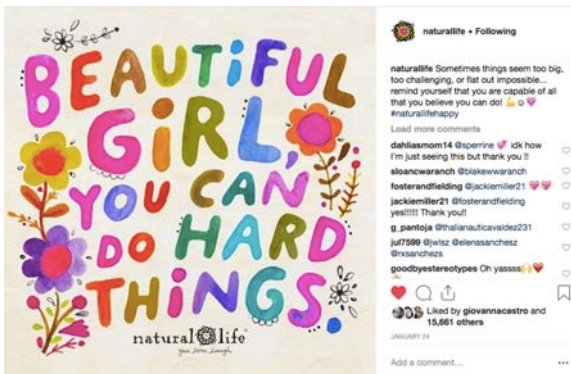 BEAUTiFUL
GiRL,
YOU CAN
DO HARD
THiNGS.
natural life
naturallife • Following
naturallife Sometimes things seem too big,
too challenging, or flat out impossible...
remind yourself that you are capable of all
that you believe you can do! 💪☺💗
#naturallifehappy
Load more comments
dahliasmom14 @sperrine 💞 idk how
I'm just seeing this but thank you !!
sloancwaranch @blakewwaranch
fosterandfielding @jackiemiller21 💗💗
jackiemiller21 @fosterandfielding
yes!!!!!! Thank you!!
g_pantoja @thalianauticavaldez231
jul7599 @jwlsz @elenasanchesz
@rxsanchezs
goodbyestereotypes Oh yassss🙌❤
Liked by giovannacastro and
15,661 others
JANUARY 24
Add a comment...